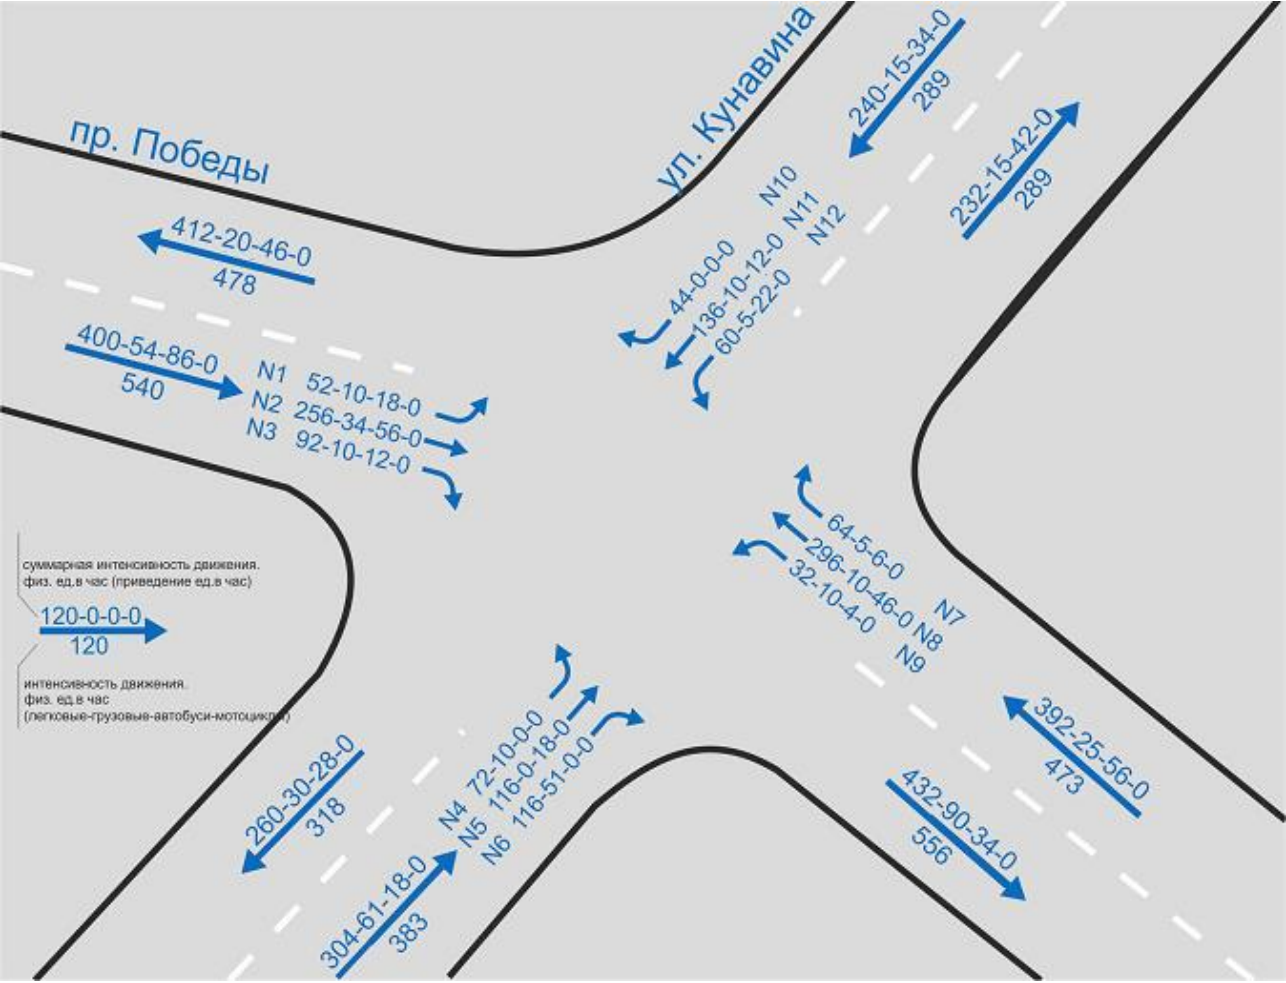 пр. Победы
ул. Кунавина
240-15-34-0
289
232-15-42-0
289
412-20-46-0
478
400-54-86-0
540
N1 52-10-18-0
N2 256-34-56-0
N3 92-10-12-0
N10
N11
N12
44-0-0-0
136-10-12-0
60-5-22-0
64-5-6-0
296-10-46-0
32-10-4-0
N7
N8
N9
суммарная интенсивность движения.
физ. ед.в час (приведение ед.в час)
120-0-0-0
120
интенсивность движения.
физ. ед.в час
(легковые-грузовые-автобуси-мотоциклы)
260-30-28-0
318
N4 72-10-0-0
N5 116-0-18-0
N6 116-51-0-0
304-61-18-0
383
392-25-56-0
473
432-90-34-0
556